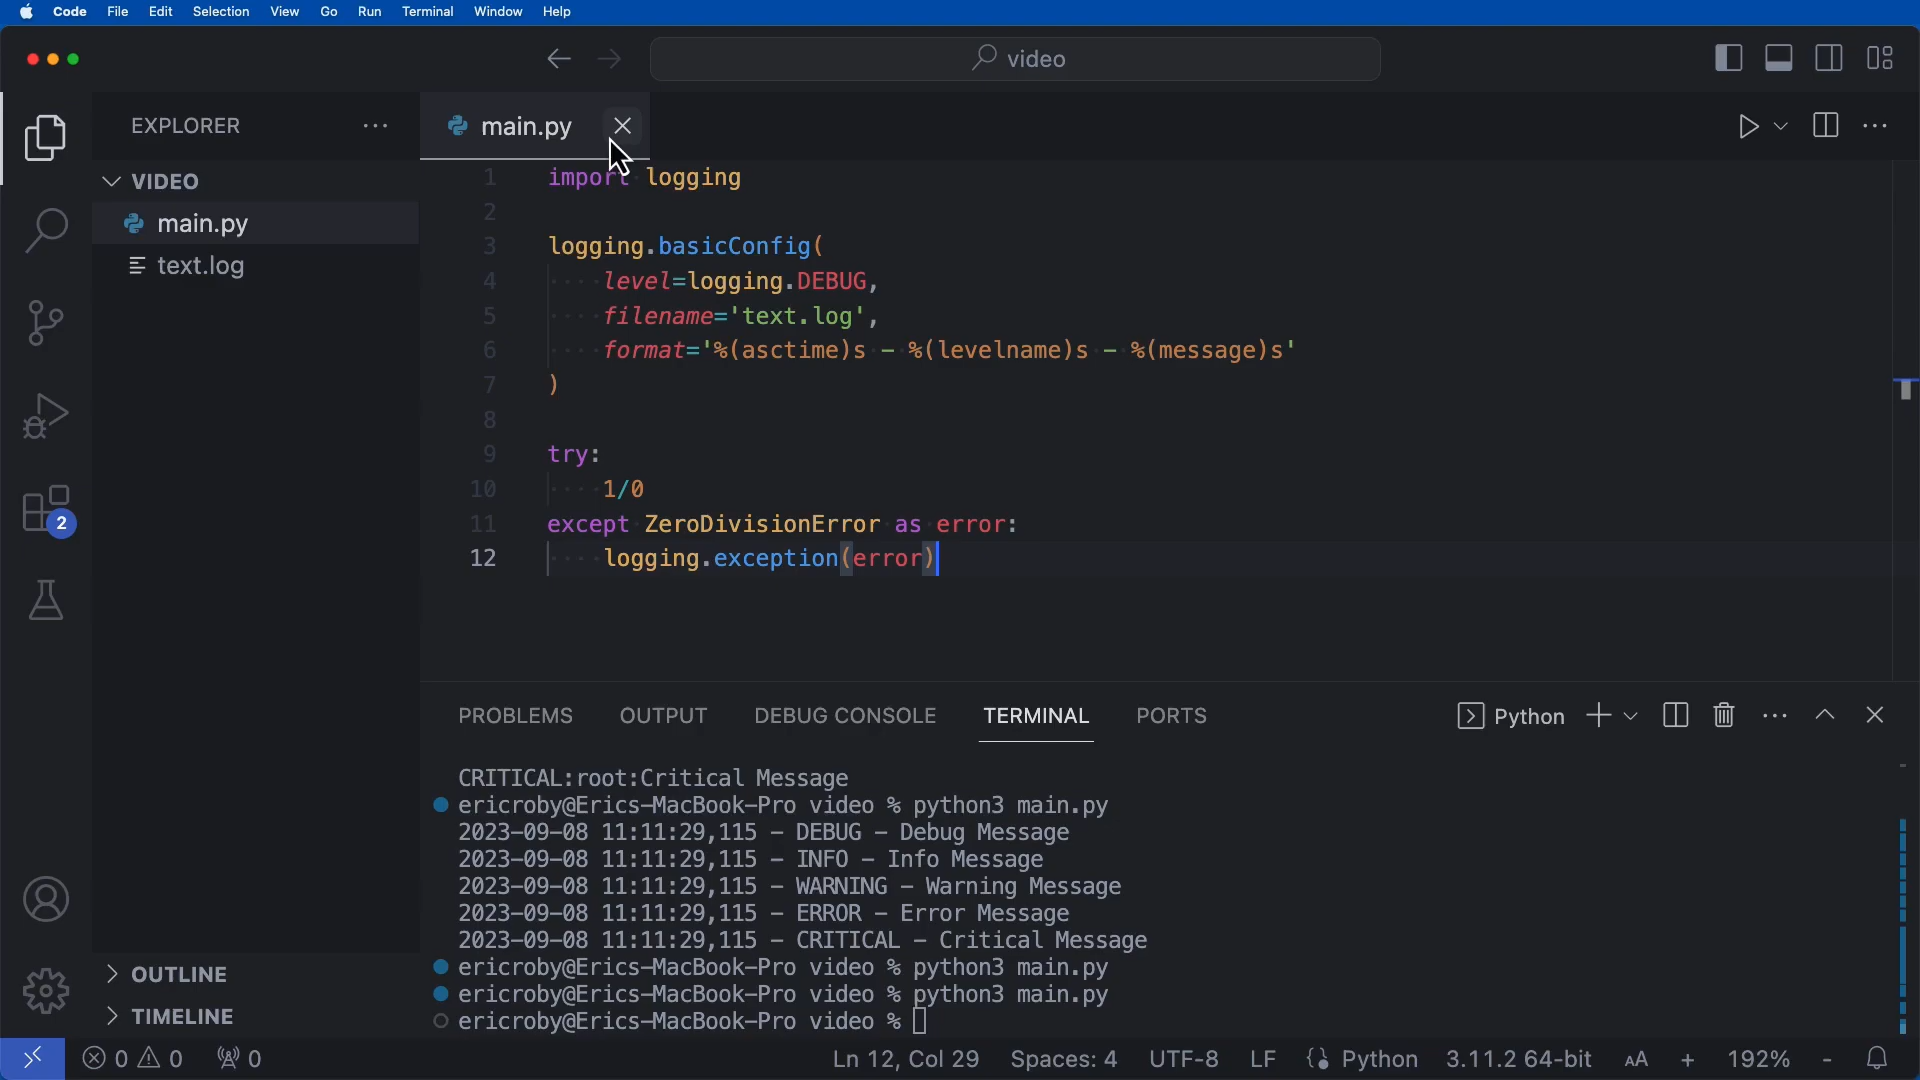 Code File Edit Selection View Go Run Terminal Window Help
video
EXPLORER
main.py
VIDEO
main.py
text.log
1 import logging
2
3 logging.basicConfig(
4 level=logging.DEBUG,
5 filename='text.log',
6 format='%(asctime)s - %(levelname)s - %(message)s'
7 )
8
9 try:
10 1/0
11 except ZeroDivisionError as error:
12 logging.exception(error)
2
PROBLEMS OUTPUT DEBUG CONSOLE TERMINAL PORTS Python
CRITICAL:root:Critical Message
ericroby@Erics-MacBook-Pro video % python3 main.py
2023-09-08 11:11:29,115 - DEBUG - Debug Message
2023-09-08 11:11:29,115 - INFO - Info Message
2023-09-08 11:11:29,115 - WARNING - Warning Message
2023-09-08 11:11:29,115 - ERROR - Error Message
2023-09-08 11:11:29,115 - CRITICAL - Critical Message
ericroby@Erics-MacBook-Pro video % python3 main.py
ericroby@Erics-MacBook-Pro video % python3 main.py
ericroby@Erics-MacBook-Pro video %
OUTLINE
TIMELINE
0 0 0 Ln 12, Col 29 Spaces: 4 UTF-8 LF Python 3.11.2 64-bit AA + 192% -